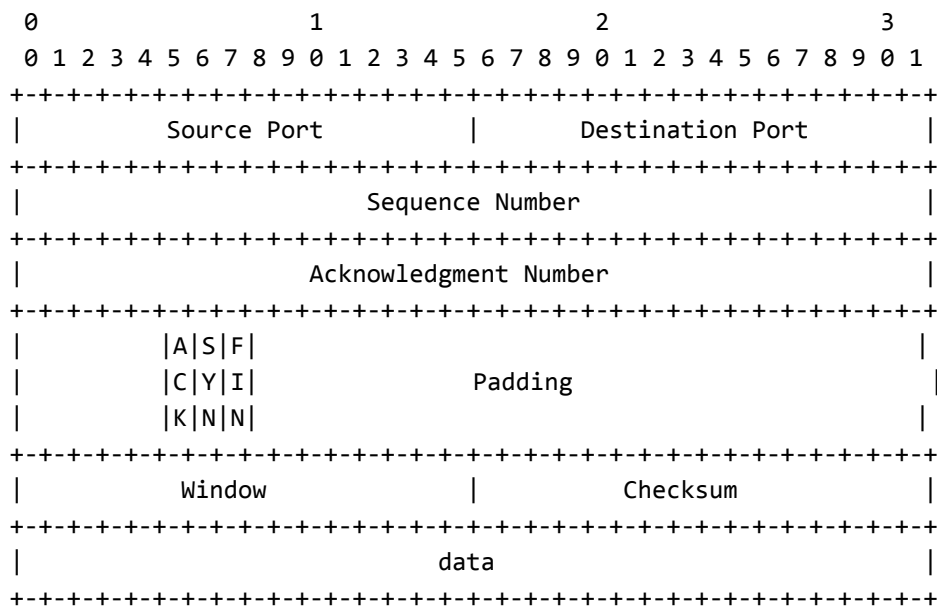 0                   1                   2                   3
0 1 2 3 4 5 6 7 8 9 0 1 2 3 4 5 6 7 8 9 0 1 2 3 4 5 6 7 8 9 0 1
+-+-+-+-+-+-+-+-+-+-+-+-+-+-+-+-+-+-+-+-+-+-+-+-+-+-+-+-+-+-+-+-+
|          Source Port          |       Destination Port        |
+-+-+-+-+-+-+-+-+-+-+-+-+-+-+-+-+-+-+-+-+-+-+-+-+-+-+-+-+-+-+-+-+
|                        Sequence Number                        |
+-+-+-+-+-+-+-+-+-+-+-+-+-+-+-+-+-+-+-+-+-+-+-+-+-+-+-+-+-+-+-+-+
|                    Acknowledgment Number                      |
+-+-+-+-+-+-+-+-+-+-+-+-+-+-+-+-+-+-+-+-+-+-+-+-+-+-+-+-+-+-+-+-+
|          |A|S|F|                                              |
|          |C|Y|I|               Padding                         |
|          |K|N|N|                                              |
+-+-+-+-+-+-+-+-+-+-+-+-+-+-+-+-+-+-+-+-+-+-+-+-+-+-+-+-+-+-+-+-+
|           Window              |          Checksum             |
+-+-+-+-+-+-+-+-+-+-+-+-+-+-+-+-+-+-+-+-+-+-+-+-+-+-+-+-+-+-+-+-+
|                             data                              |
+-+-+-+-+-+-+-+-+-+-+-+-+-+-+-+-+-+-+-+-+-+-+-+-+-+-+-+-+-+-+-+-+